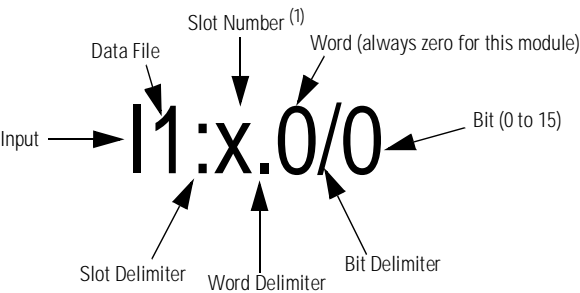 Slot Number (1)
Data File
Word (always zero for this module)
Input
I1:x.0/0
Bit (0 to 15)
Slot Delimiter
Word Delimiter
Bit Delimiter